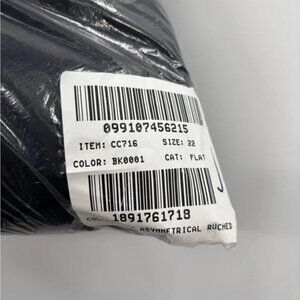 099107456215
ITEM: CC716 SIZE: 22
COLOR: BK0001 CAT: FLAT
1891761718
ASYMMETRICAL RUCHED